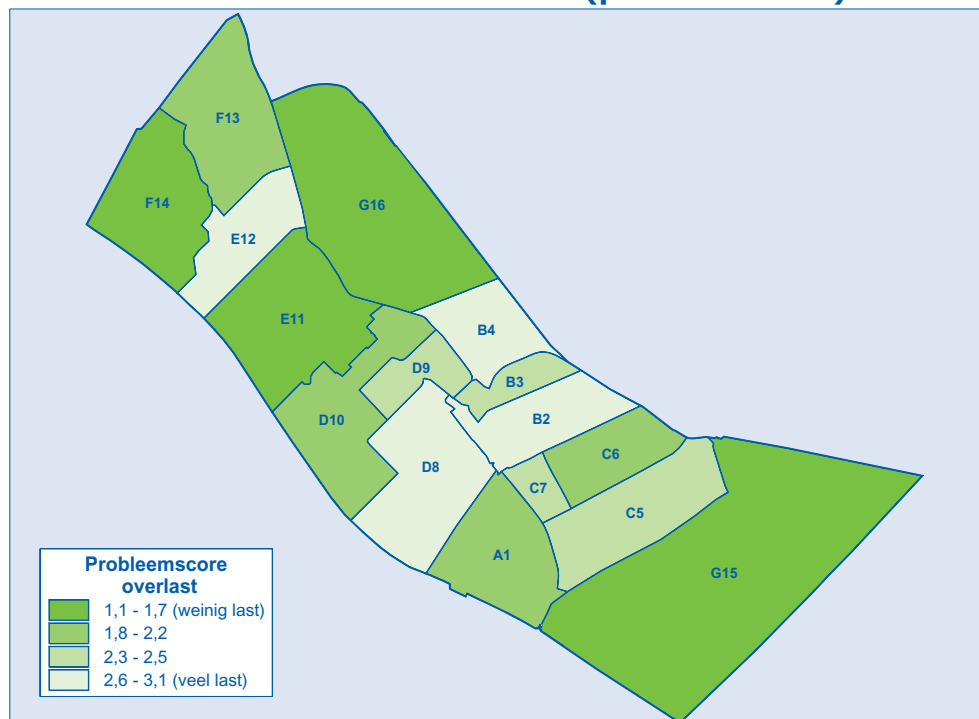 F13
F14
G16
E12
E11
B4
D9
B3
D10
B2
D8
C6
C7
C5
A1
G15
Probleemscore
overlast
1,1 - 1,7 (weinig last)
1,8 - 2,2
2,3 - 2,5
2,6 - 3,1 (veel last)